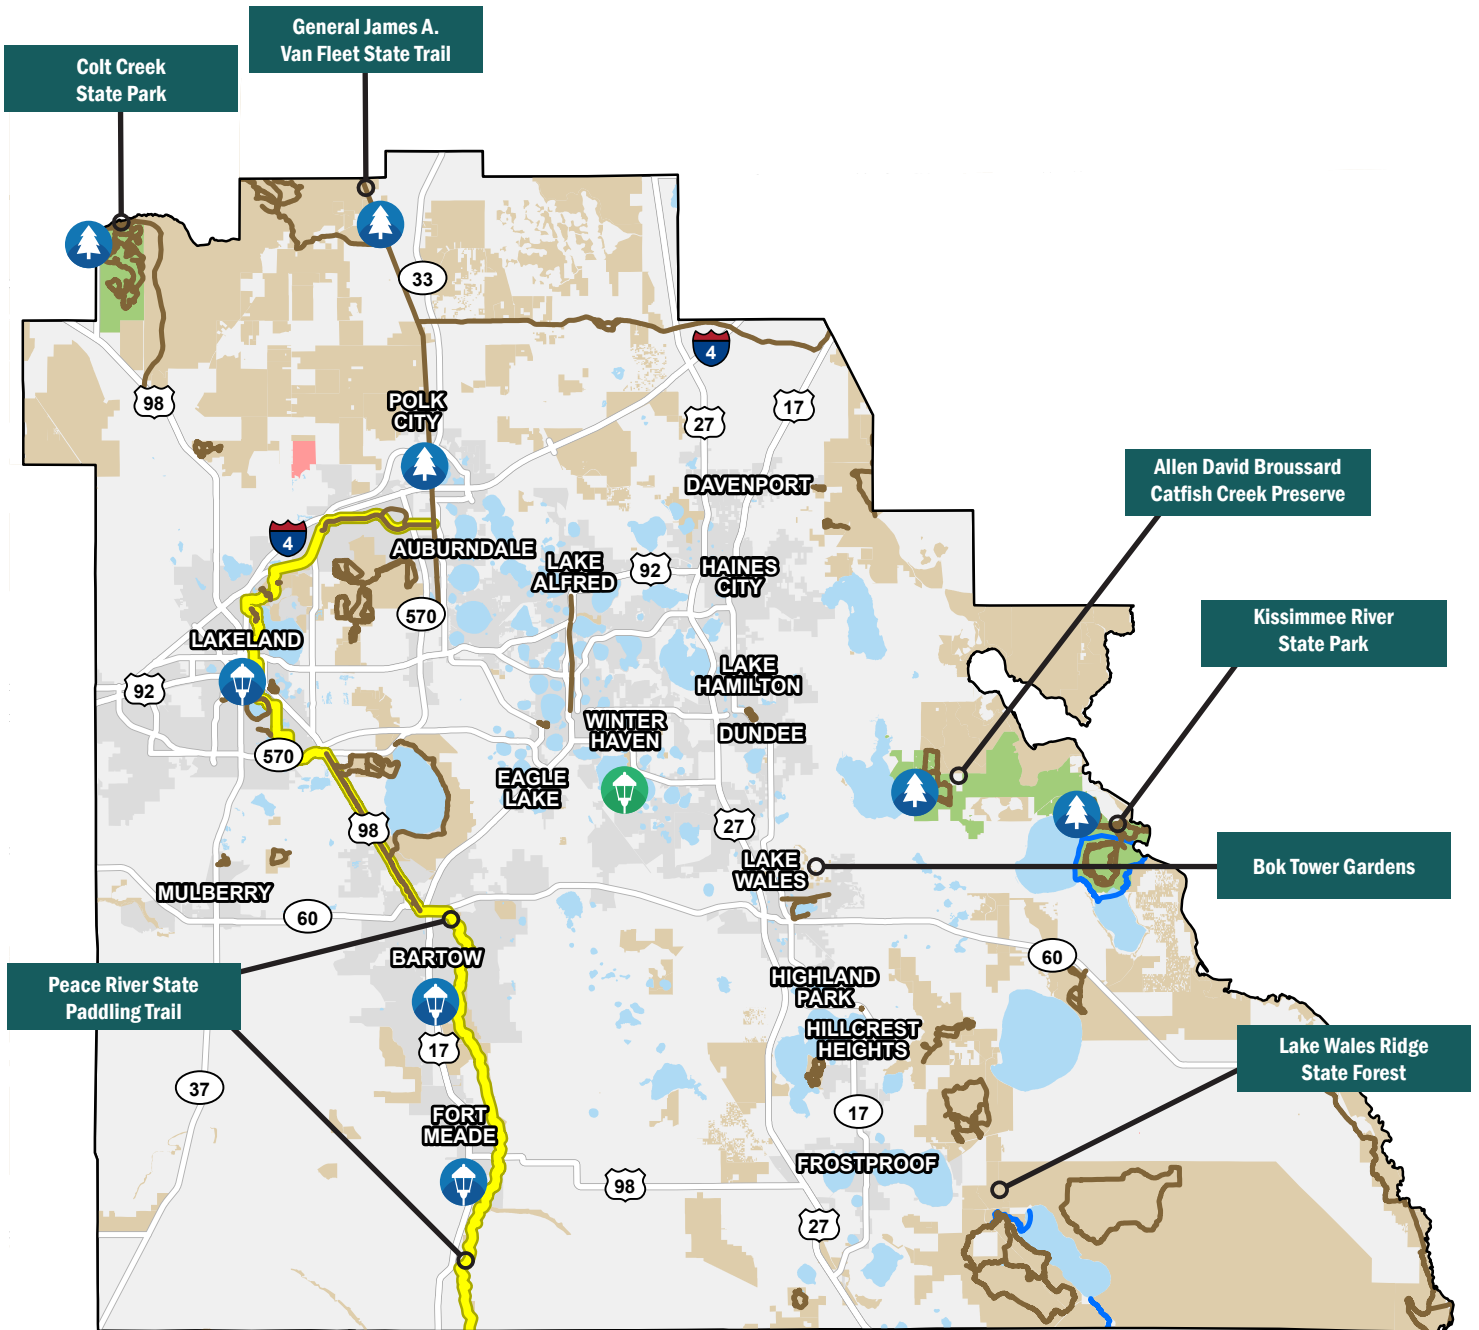 General James A.
Van Fleet State Trail
Colt Creek
State Park
33
4
98
POLK
CITY
27
17
Allen David Broussard
Catfish Creek Preserve
DAVENPORT
4
AUBURNDALE
LAKE
ALFRED
92
HAINES
CITY
570
Kissimmee River
State Park
LAKELAND
92
LAKE
HAMILTON
WINTER
HAVEN
DUNDEE
570
EAGLE
LAKE
98
27
LAKE
WALES
Bok Tower Gardens
MULBERRY
60
BARTOW
60
Peace River State
Paddling Trail
HIGHLAND
PARK
HILLCREST
HEIGHTS
17
Lake Wales Ridge
State Forest
37
17
FORT
MEADE
FROSTPROOF
98
27